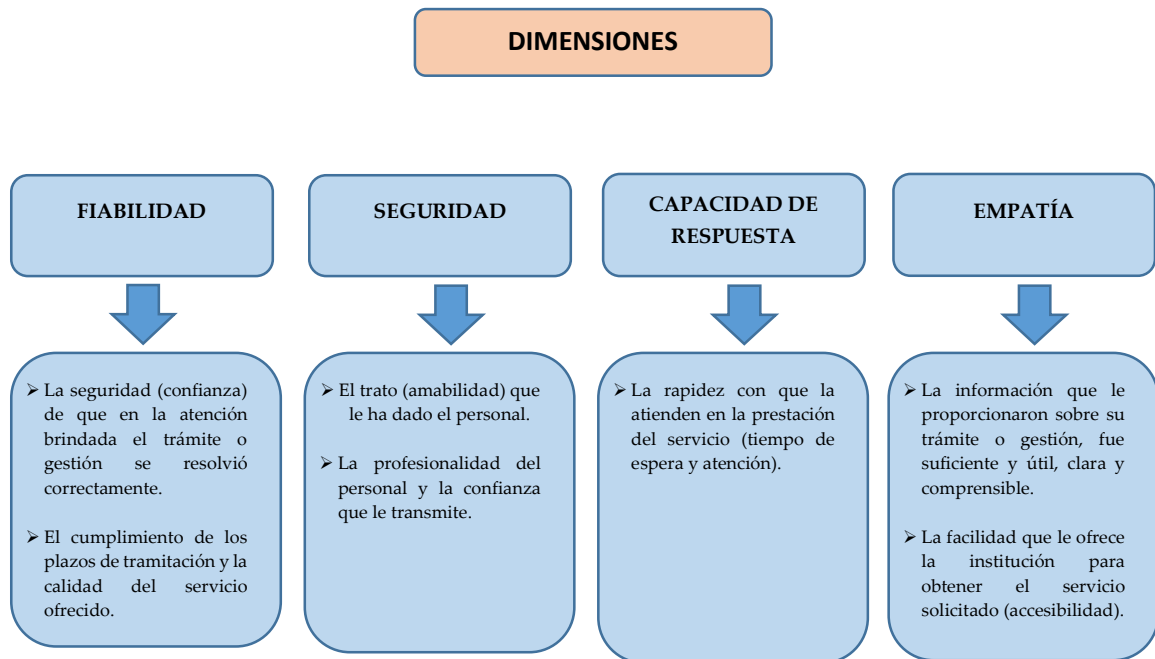 DIMENSIONES
FIABILIDAD
SEGURIDAD
CAPACIDAD DE
RESPUESTA
EMPATÍA
➢ La seguridad (confianza)
de que en la atención
brindada el trámite o
gestión se resolvió
correctamente.
➢ El cumplimiento de los
plazos de tramitación y la
calidad del servicio
ofrecido.
➢ El trato (amabilidad) que
le ha dado el personal.
➢ La profesionalidad del
personal y la confianza
que le transmite.
➢ La rapidez con que la
atienden en la prestación
del servicio (tiempo de
espera y atención).
➢ La información que le
proporcionaron sobre su
trámite o gestión, fue
suficiente y útil, clara y
comprensible.
➢ La facilidad que le ofrece
la institución para
obtener el servicio
solicitado (accesibilidad).